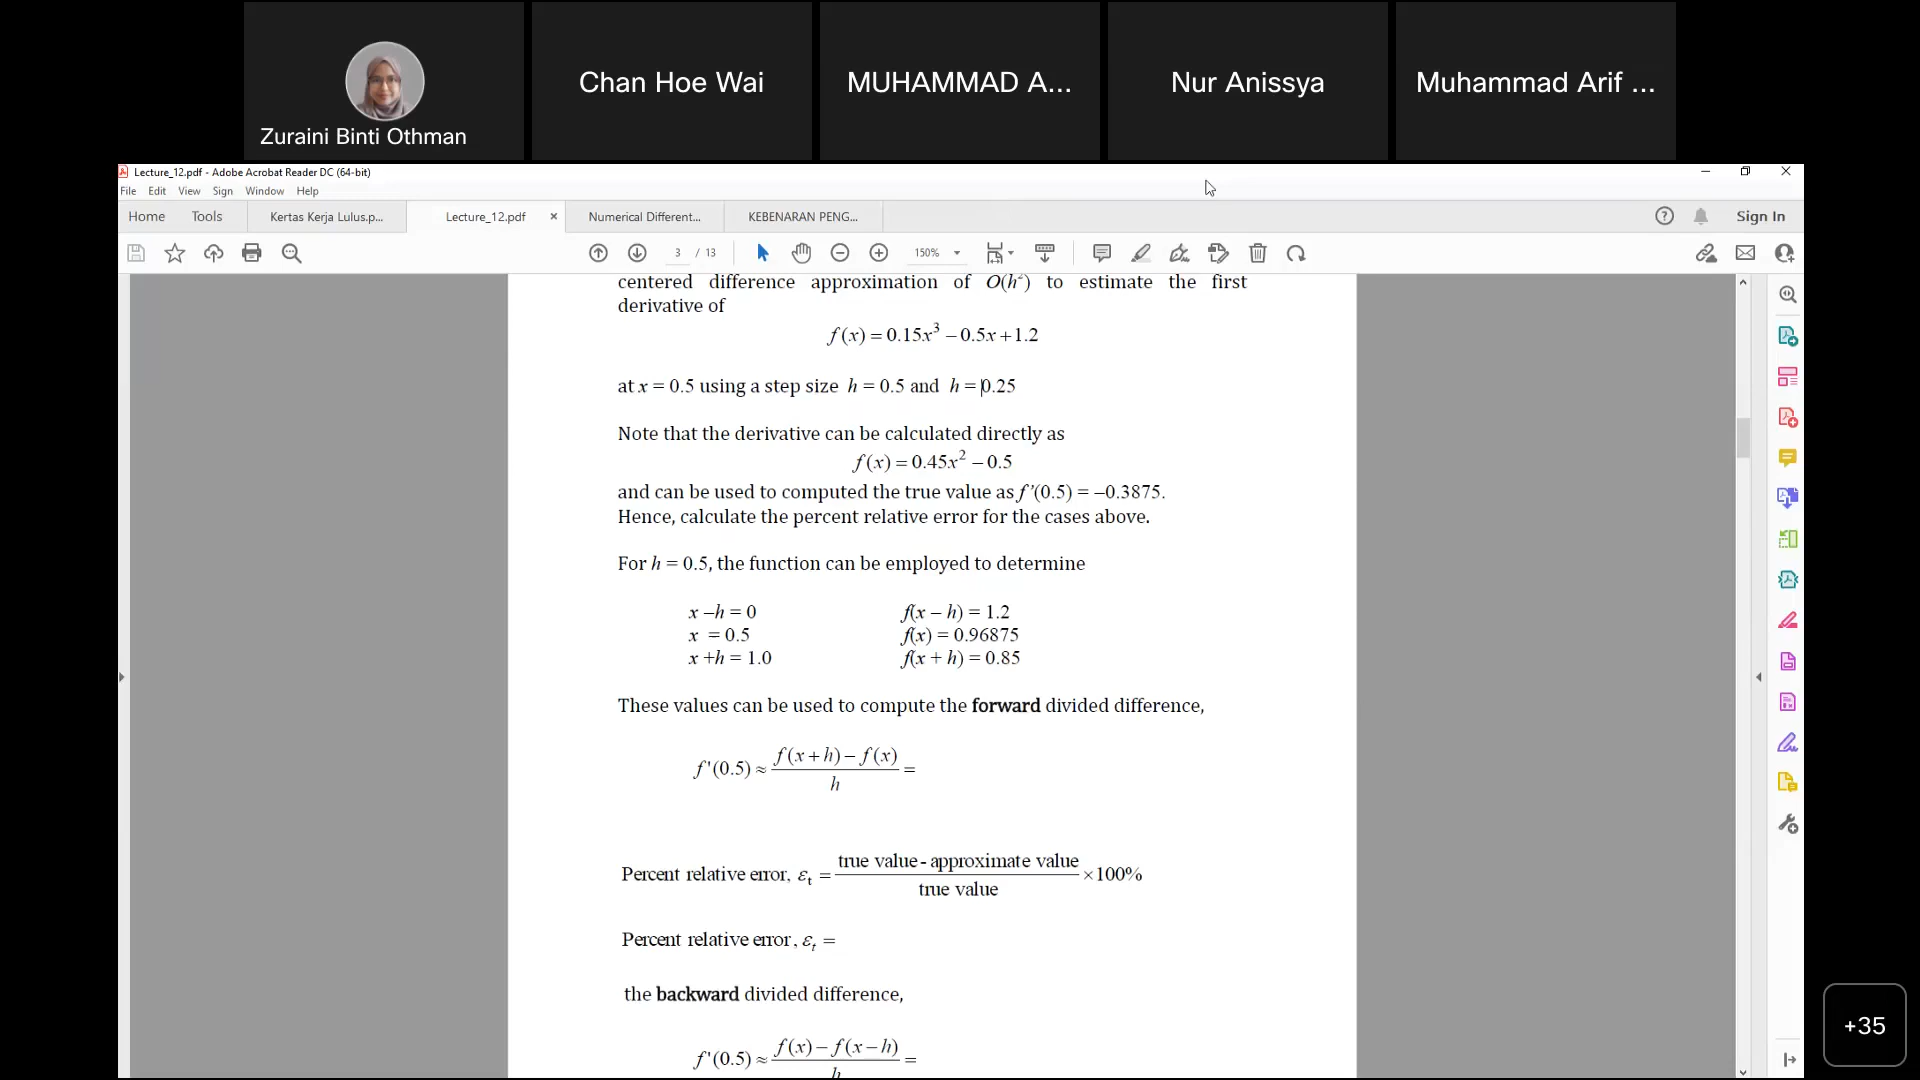 Zuraini Binti Othman
Chan Hoe Wai
MUHAMMAD A...
Nur Anissya
Muhammad Arif ...
Lecture_12.pdf - Adobe Acrobat Reader DC (64-bit)
File Edit View Sign Window Help
Home Tools Kertas Kerja Lulus.p... Lecture_12.pdf × Numerical Different... KEBENARAN PENG... Sign In
3 / 13 150%
centered difference approximation of O(h²) to estimate the first
derivative of
f(x) = 0.15x³ − 0.5x + 1.2
at x = 0.5 using a step size h = 0.5 and h = 0.25
Note that the derivative can be calculated directly as
f(x) = 0.45x² − 0.5
and can be used to computed the true value as f'(0.5) = −0.3875.
Hence, calculate the percent relative error for the cases above.
For h = 0.5, the function can be employed to determine
x − h = 0 f(x − h) = 1.2
x = 0.5 f(x) = 0.96875
x + h = 1.0 f(x + h) = 0.85
These values can be used to compute the forward divided difference,
f'(0.5) ≈ (f(x + h) − f(x)) / h =
Percent relative error, εt = (true value - approximate value) / (true value) ×100%
Percent relative error, εt =
the backward divided difference,
f'(0.5) ≈ (f(x) − f(x − h)) / h =
+35